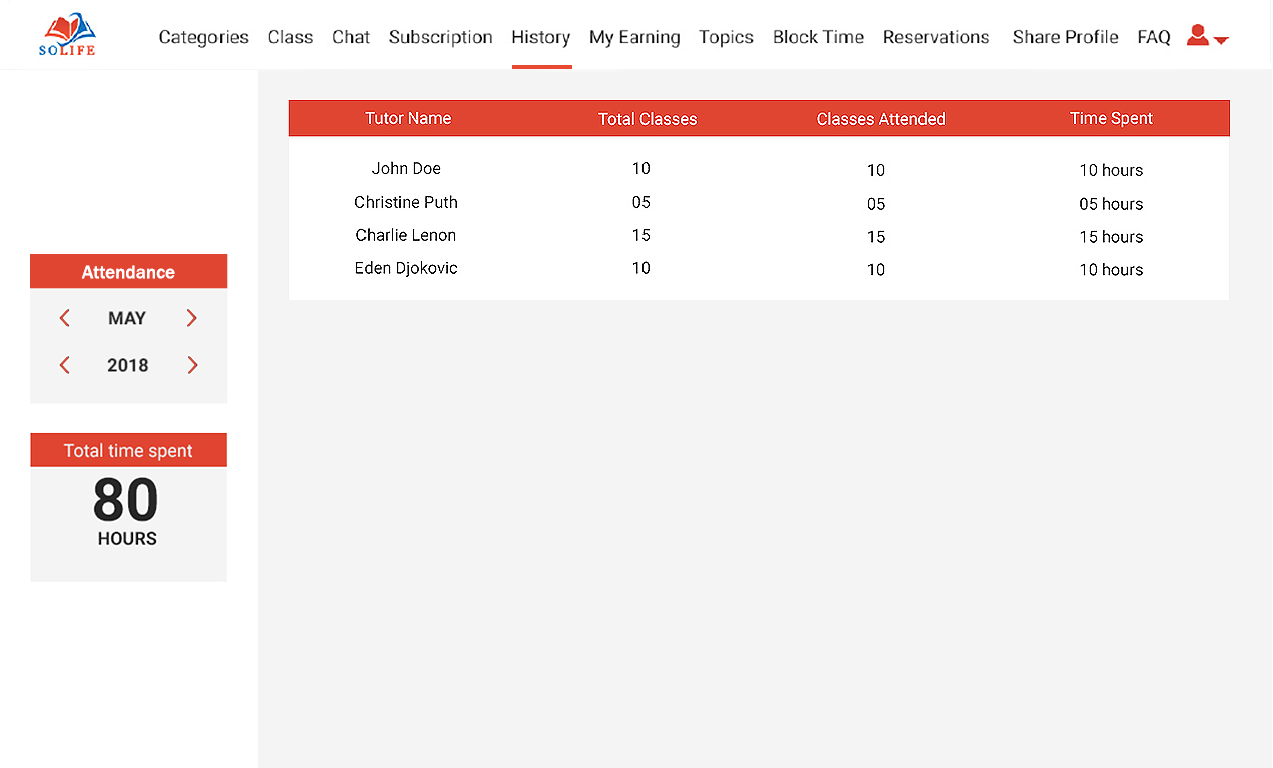 SOLIFE
Categories Class Chat Subscription History My Earning Topics Block Time Reservations Share Profile FAQ
Tutor Name Total Classes Classes Attended Time Spent
John Doe 10 10 10 hours
Christine Puth 05 05 05 hours
Charlie Lenon 15 15 15 hours
Eden Djokovic 10 10 10 hours
Attendance
MAY
2018
Total time spent
80
HOURS